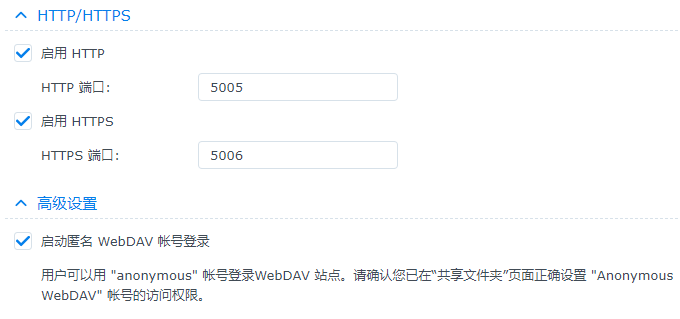 HTTP/HTTPS
启用 HTTP
HTTP 端口: 5005
启用 HTTPS
HTTPS 端口: 5006
高级设置
启动匿名 WebDAV 帐号登录
用户可以用 "anonymous" 帐号登录WebDAV 站点。请确认您已在“共享文件夹”页面正确设置 "Anonymous
WebDAV" 帐号的访问权限。